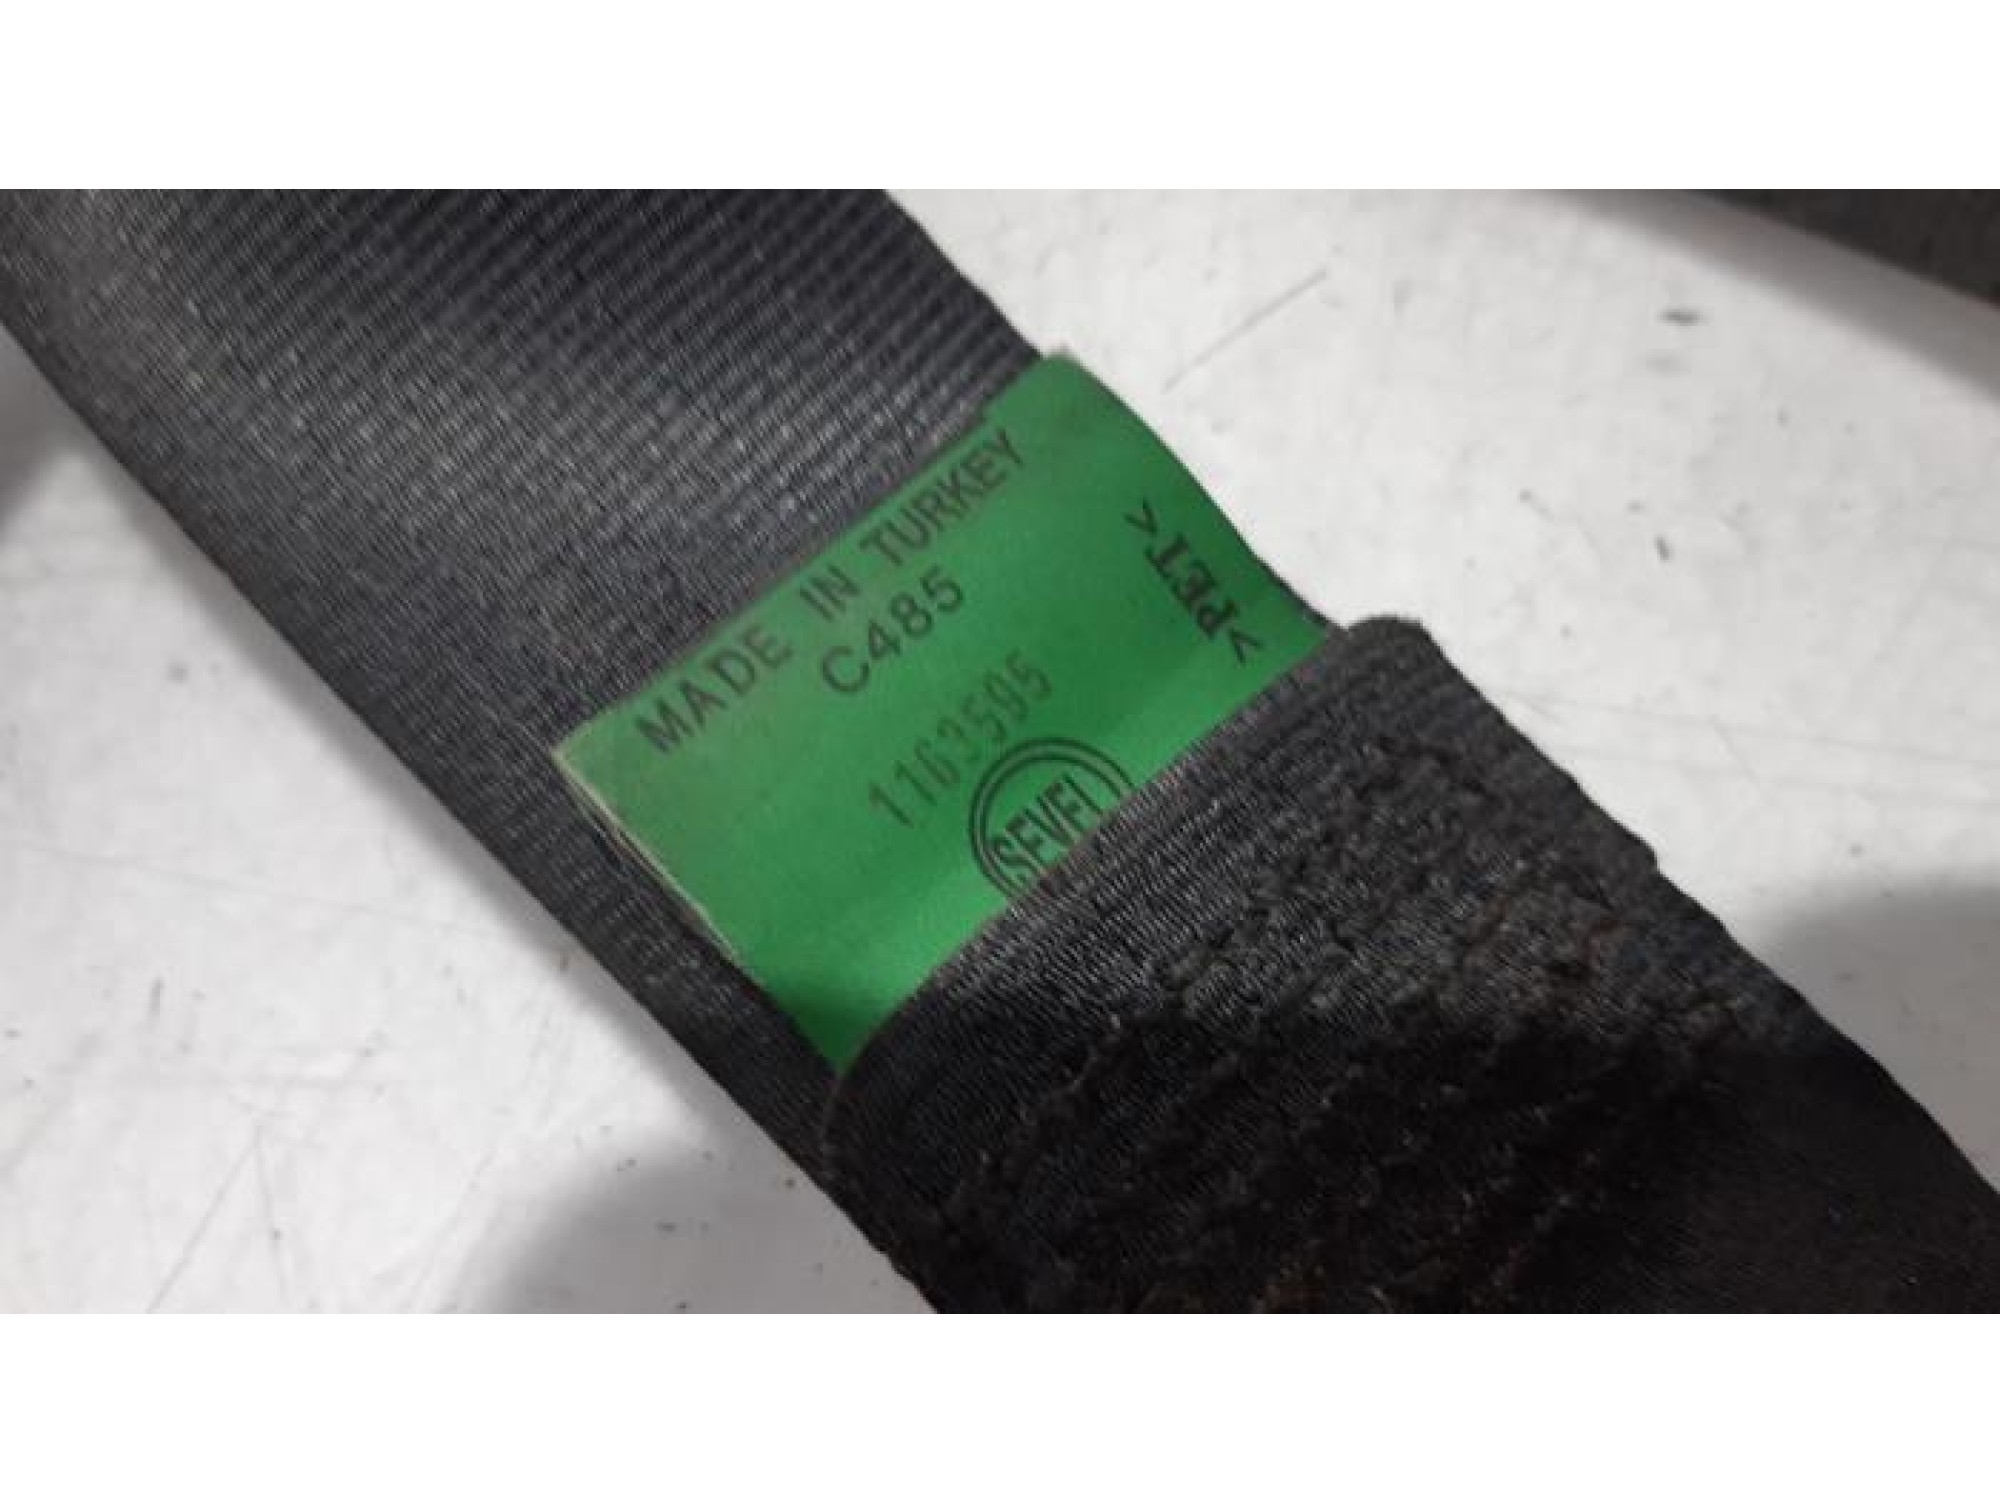 MADE IN TURKEY
C485
1163595
SEVEL
>PET<